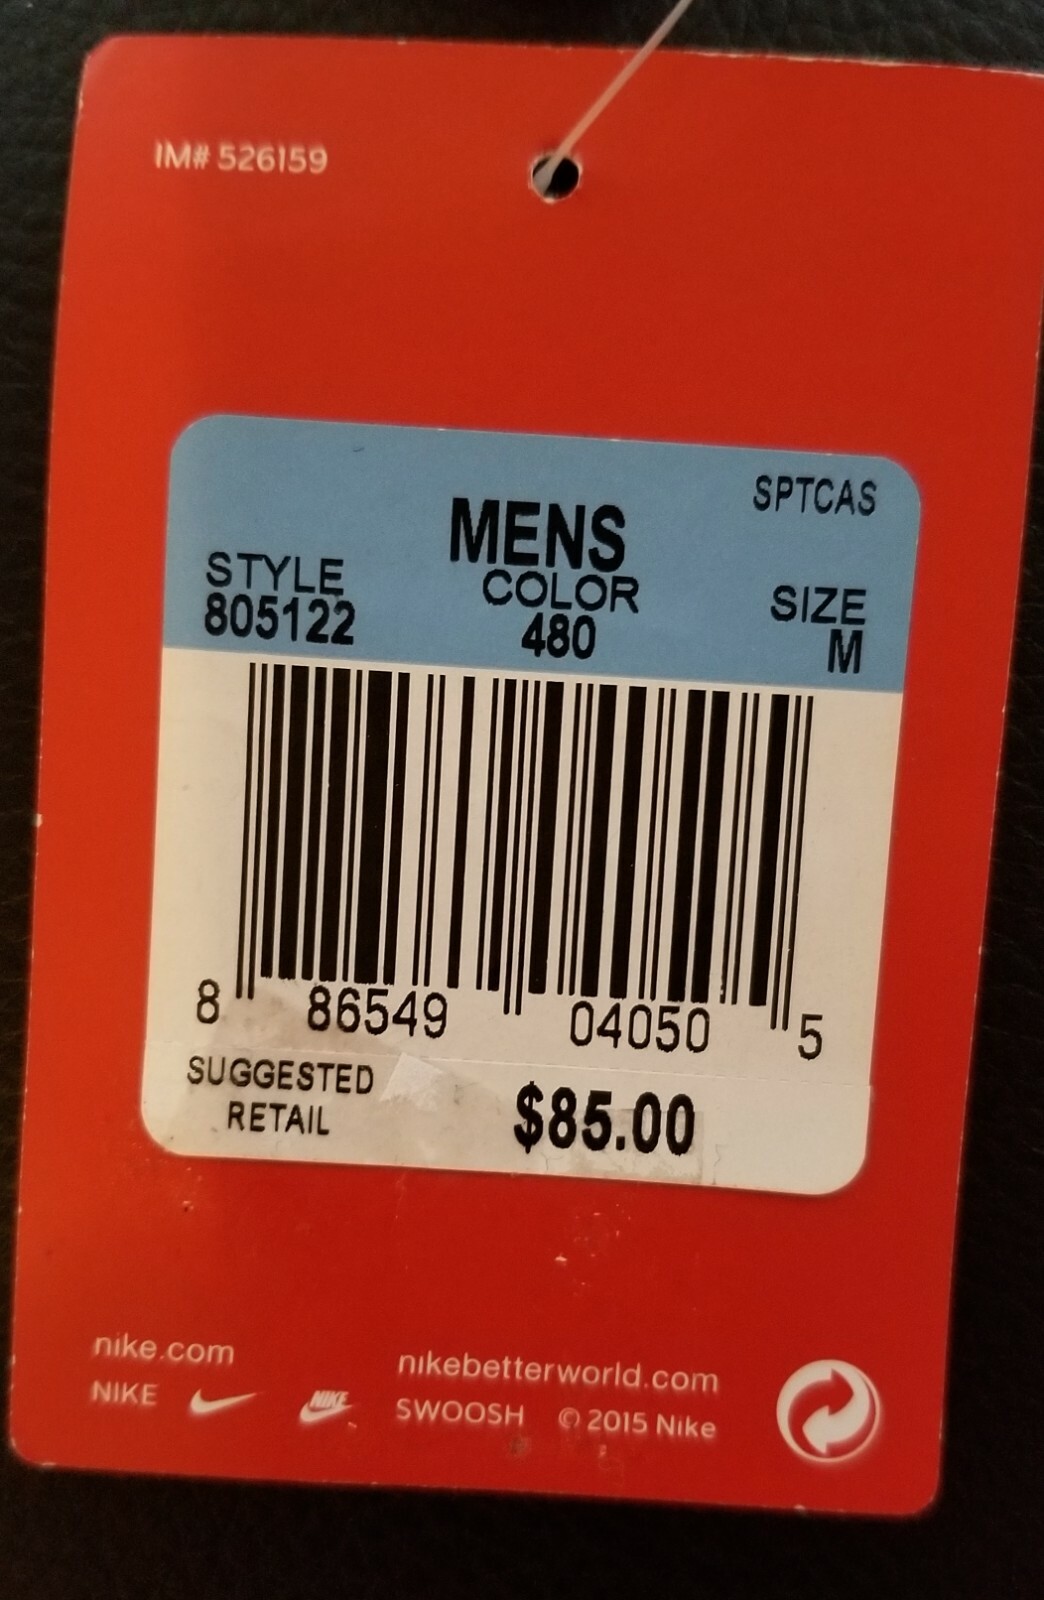 IM# 526159
SPTCAS
MENS
STYLE COLOR SIZE
805122 480 M
8 86549 04050 5
SUGGESTED
RETAIL
$85.00
nike.com nikebetterworld.com
NIKE NIKE SWOOSH © 2015 Nike